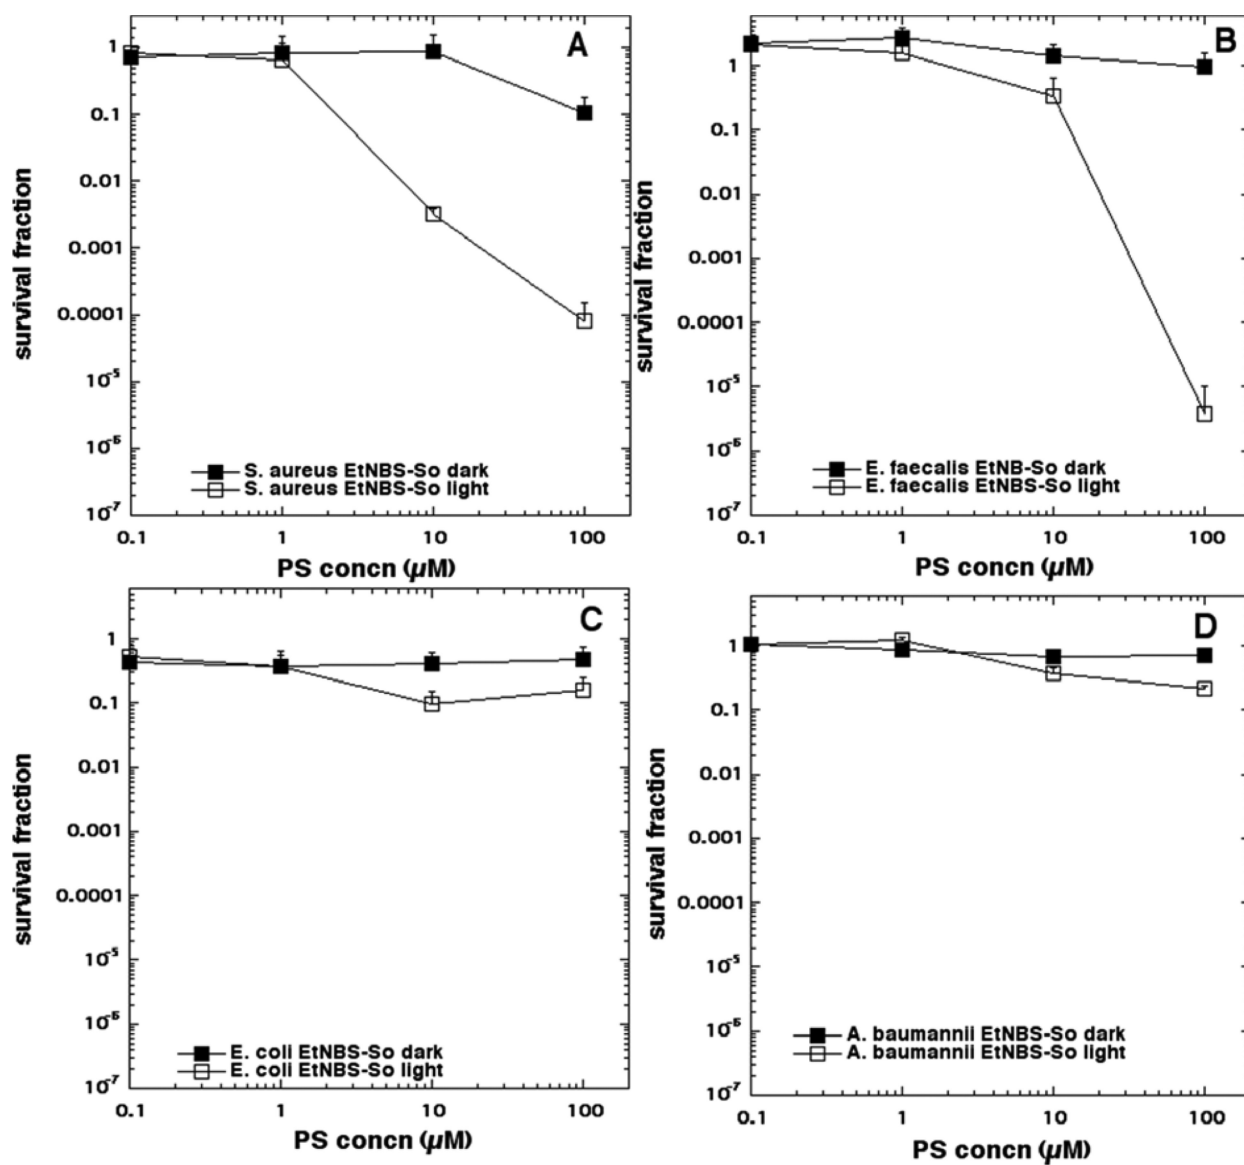 A
survival fraction
1
0.1
0.01
0.001
0.0001
10-5
10-6
10-7
S. aureus EtNBS-So dark
S. aureus EtNBS-So light
0.1 1 10 100
PS concn (µM)
B
survival fraction
1
0.1
0.01
0.001
0.0001
10-5
10-6
10-7
E. faecalis EtNB-So dark
E. faecalis EtNBS-So light
0.1 1 10 100
PS concn (µM)
C
survival fraction
1
0.1
0.01
0.001
0.0001
10-5
10-6
10-7
E. coli EtNBS-So dark
E. coli EtNBS-So light
0.1 1 10 100
PS concn (µM)
D
survival fraction
1
0.1
0.01
0.001
0.0001
10-5
10-6
10-7
A. baumannii EtNBS-So dark
A. baumannii EtNBS-So light
0.1 1 10 100
PS concn (µM)